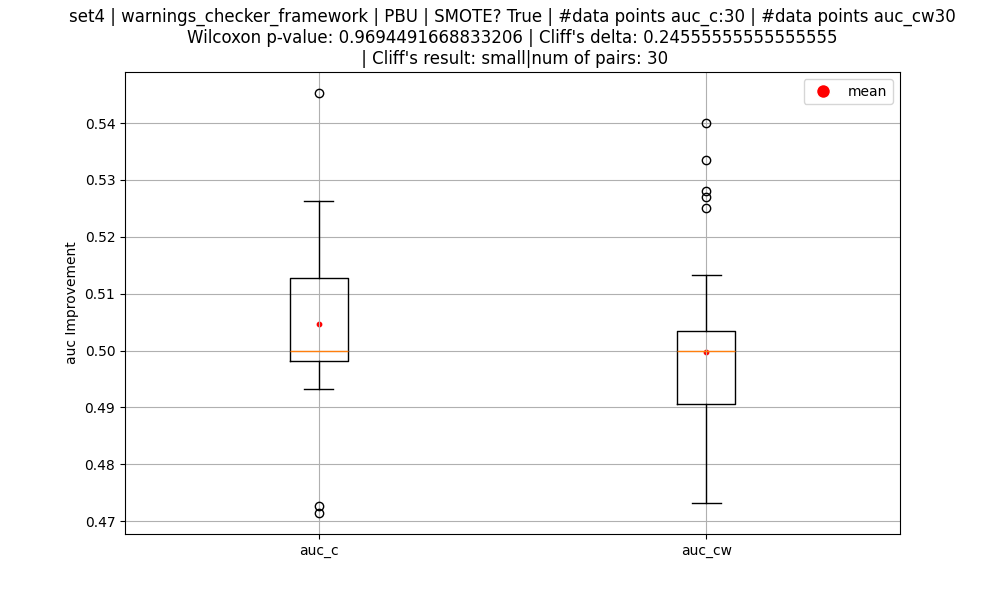 set4 | warnings_checker_framework | PBU | SMOTE? True | #data points auc_c:30 | #data points auc_cw30
Wilcoxon p-value: 0.9694491668833206 | Cliff's delta: 0.24555555555555555
| Cliff's result: small|num of pairs: 30
mean
0.54
0.53
0.52
0.51
0.50
0.49
0.48
0.47
auc Improvement
auc_c
auc_cw